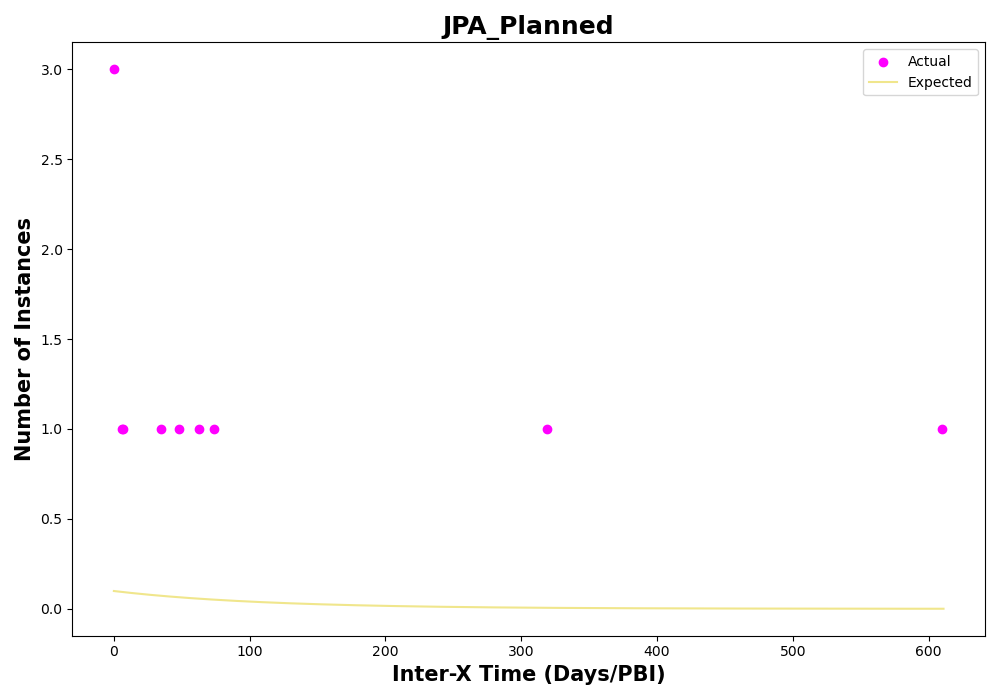 JPA_Planned
Actual
Expected
Number of Instances
3.0
2.5
2.0
1.5
1.0
0.5
0.0
0 100 200 300 400 500 600
Inter-X Time (Days/PBI)